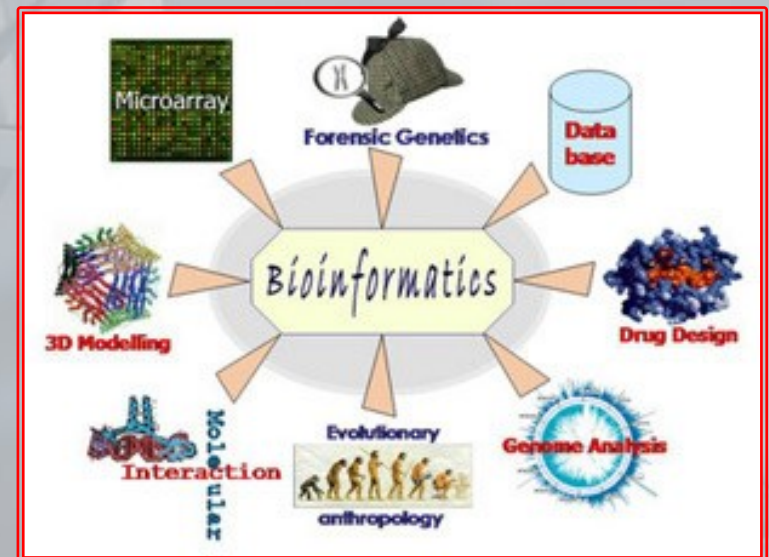 Microarray
Forensic Genetics
Data
base
Bioinformatics
3D Modelling
Drug Design
Molecular
Interaction
Evolutionary
anthropology
Genome Analysis